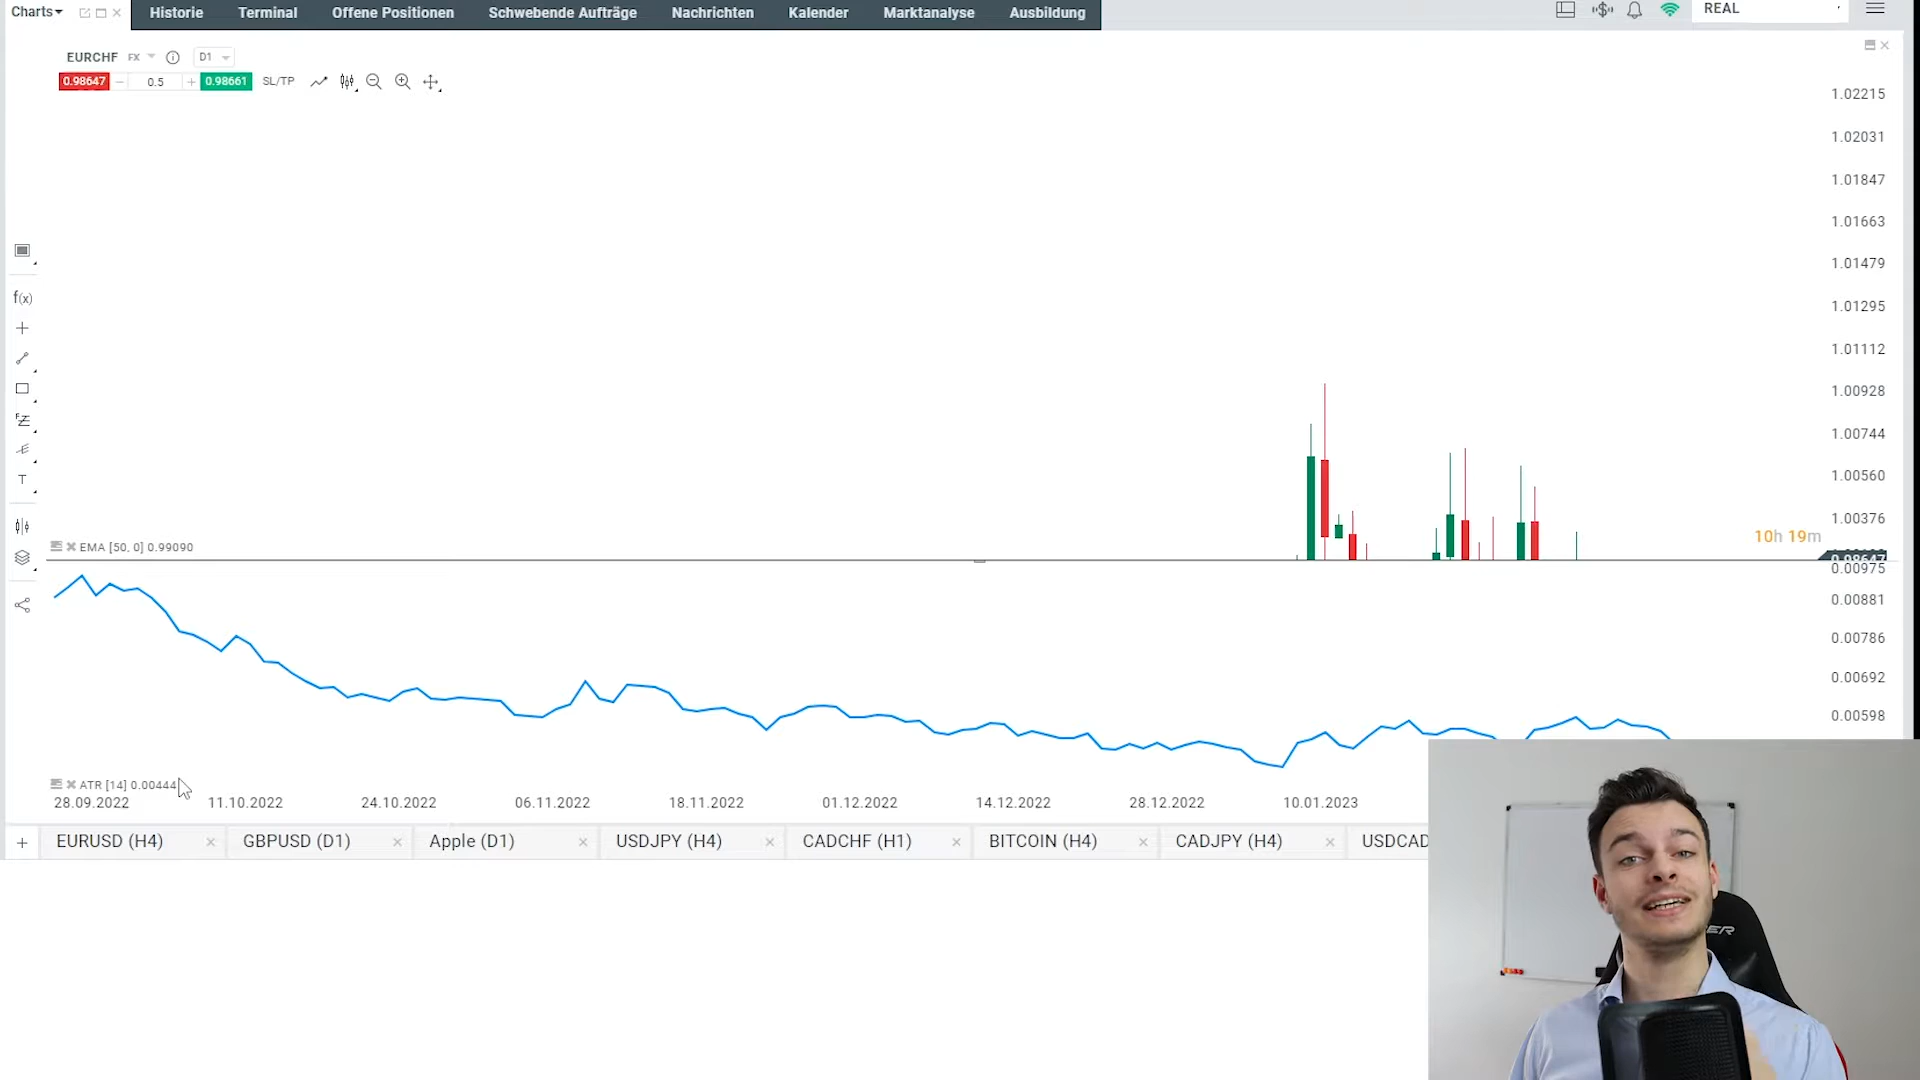 Charts
Historie
Terminal
Offene Positionen
Schwebende Aufträge
Nachrichten
Kalender
Marktanalyse
Ausbildung
REAL
EURCHF FX D1
0.98647 0.5 0.98661 SL/TP
1.02215
1.02031
1.01847
1.01663
1.01479
1.01295
1.01112
1.00928
1.00744
1.00560
1.00376
f(x)
T
10h 19m
EMA [50, 0] 0.99090
0.98647
0.00975
0.00881
0.00786
0.00692
0.00598
ATR [14] 0.00444
28.09.2022 11.10.2022 24.10.2022 06.11.2022 18.11.2022 01.12.2022 14.12.2022 28.12.2022 10.01.2023
EURUSD (H4) GBPUSD (D1) Apple (D1) USDJPY (H4) CADCHF (H1) BITCOIN (H4) CADJPY (H4) USDCAD
ER